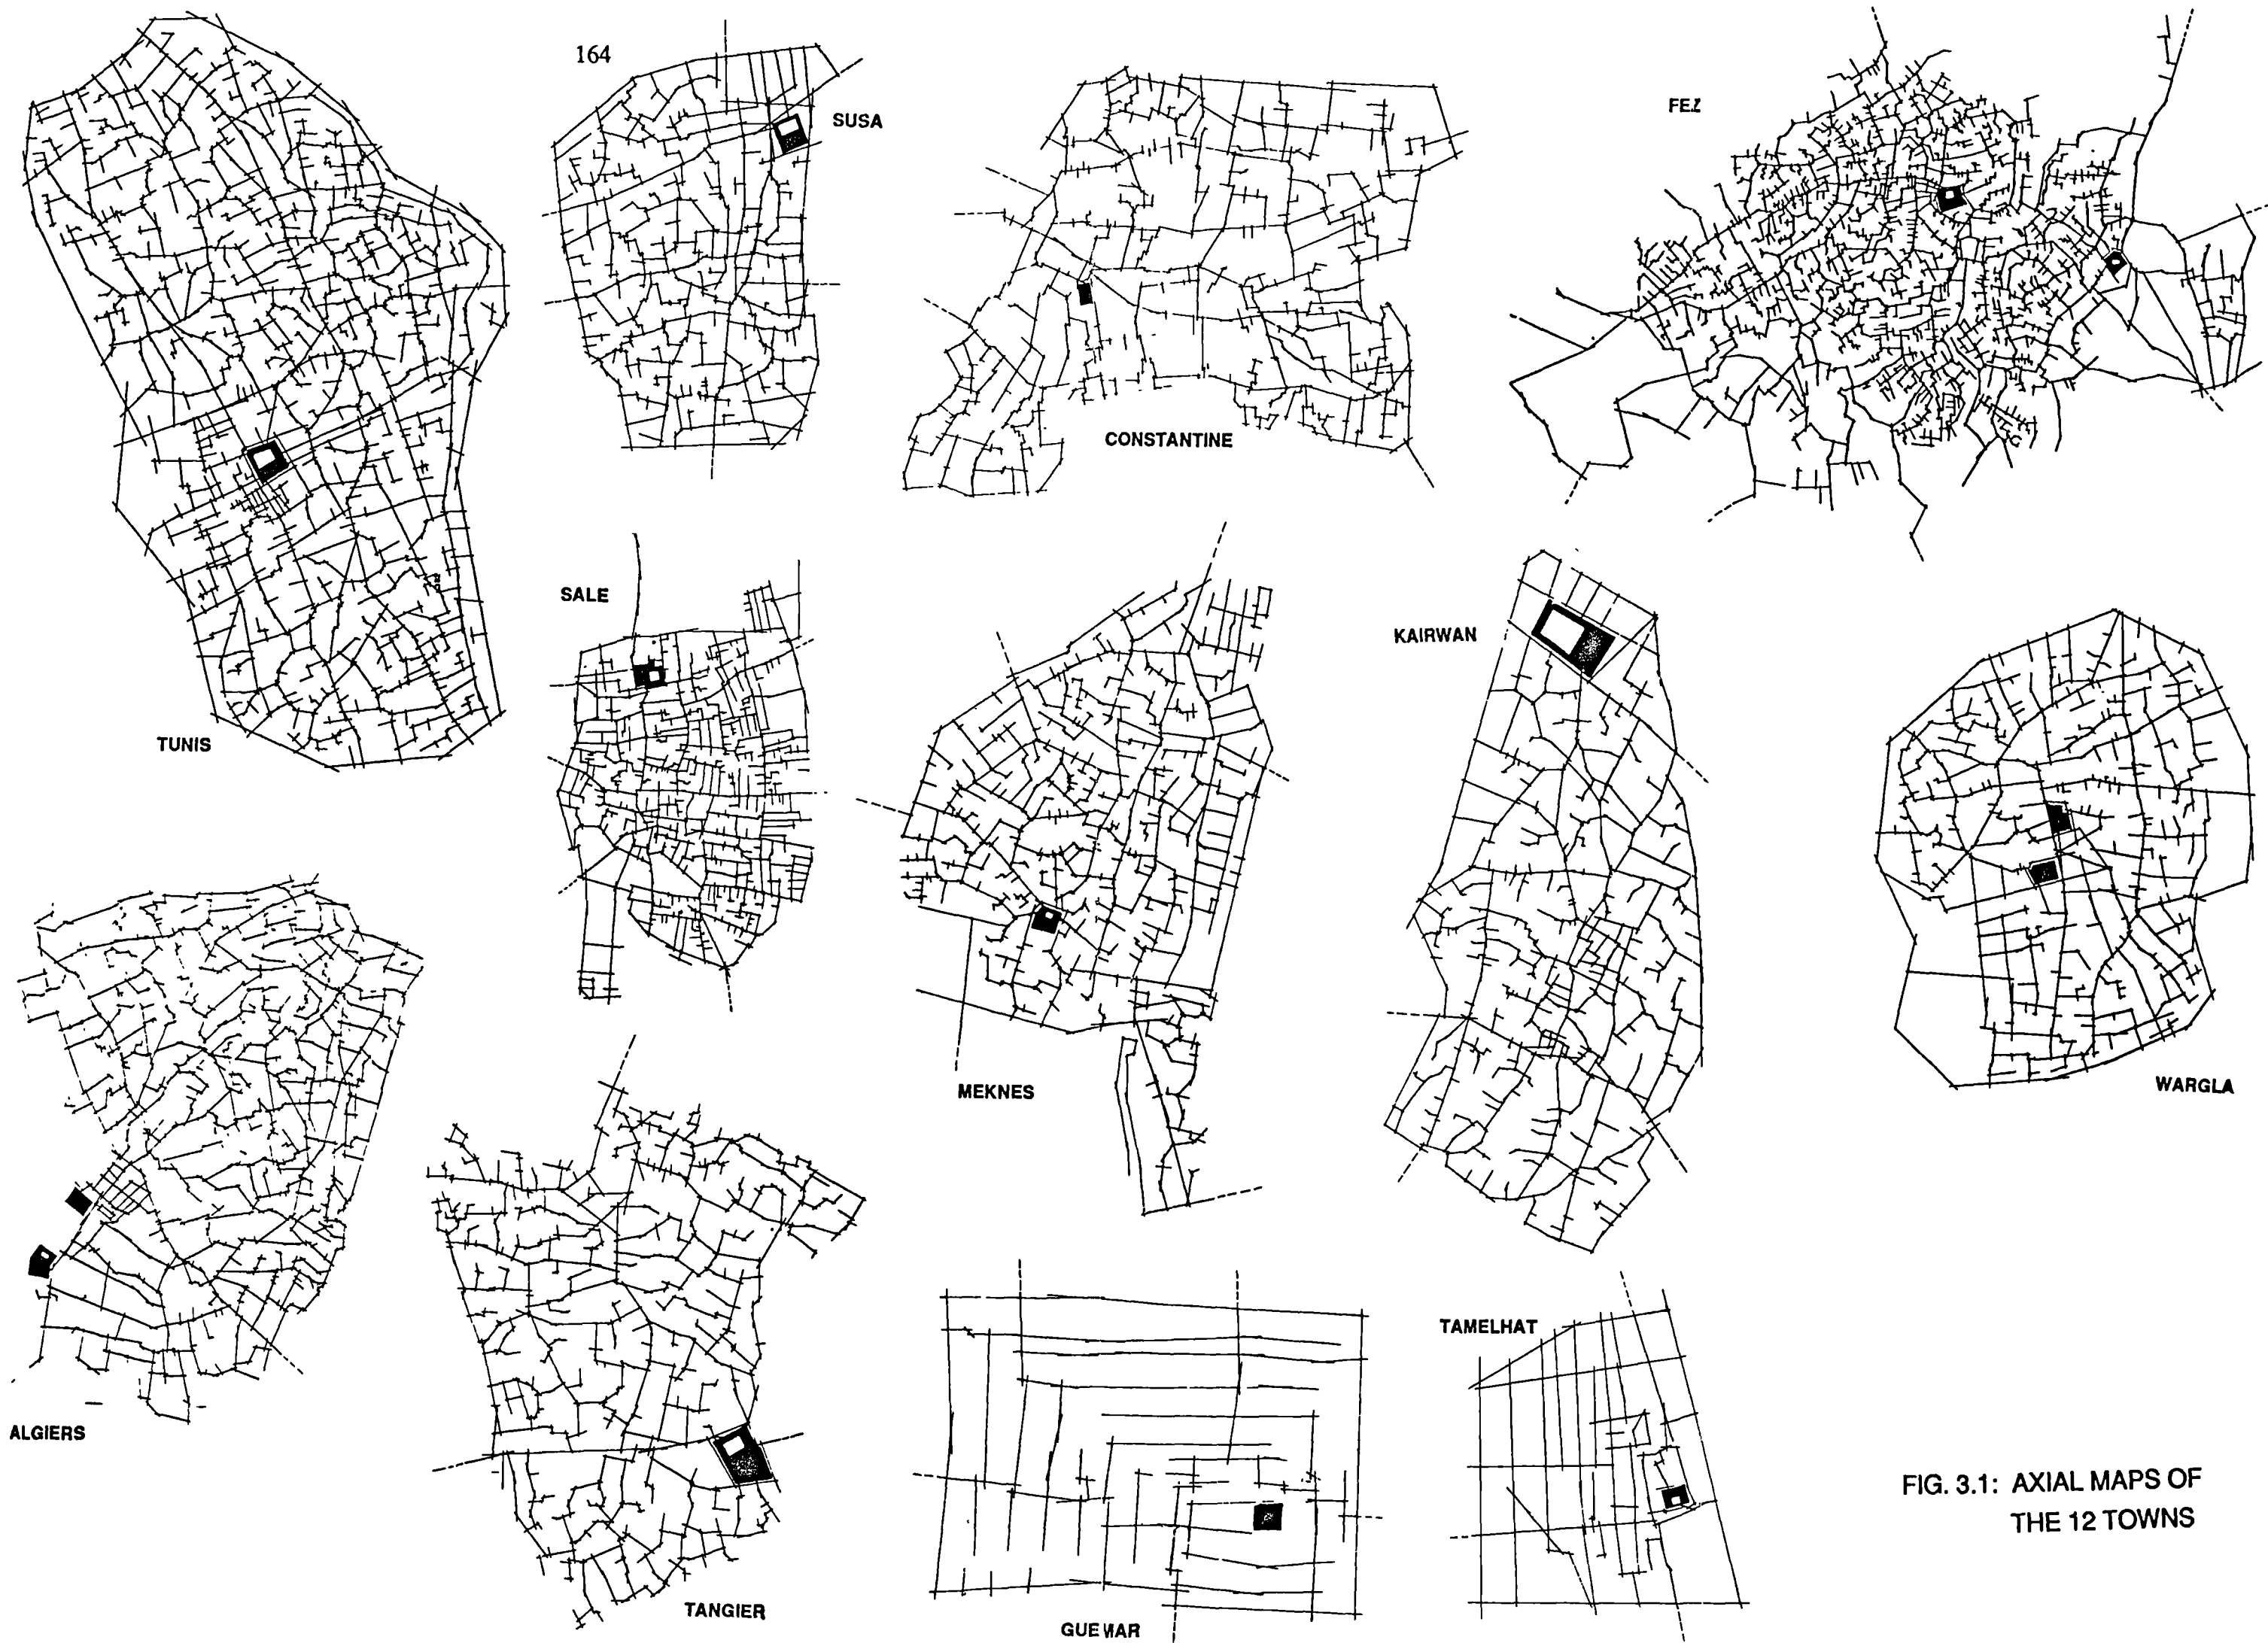 164
SUSA
FEZ
CONSTANTINE
SALE
KAIRWAN
TUNIS
MEKNES
WARGLA
TAMELHAT
ALGIERS
FIG. 3.1: AXIAL MAPS OF
THE 12 TOWNS
TANGIER
GUEMAR